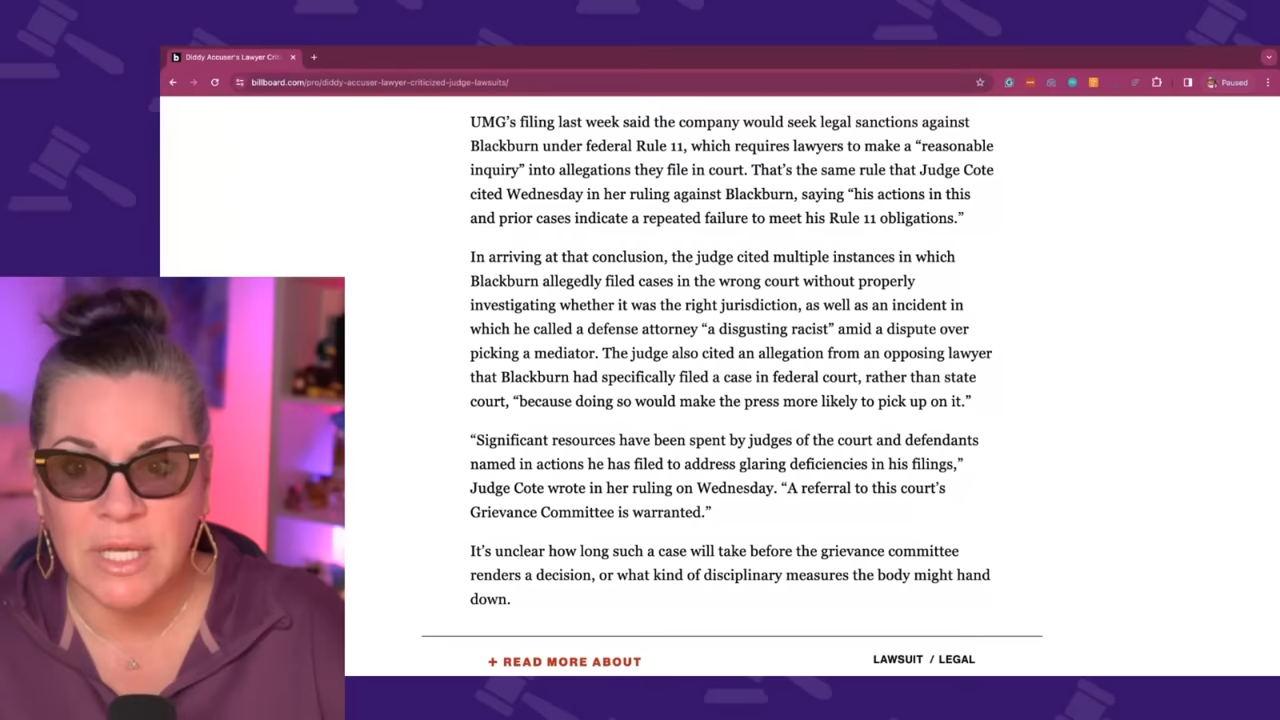 Diddy Accuser's Lawyer Crit
billboard.com/pro/diddy-accuser-lawyer-criticized-judge-lawsuits/
Paused
UMG’s filing last week said the company would seek legal sanctions against
Blackburn under federal Rule 11, which requires lawyers to make a “reasonable
inquiry” into allegations they file in court. That’s the same rule that Judge Cote
cited Wednesday in her ruling against Blackburn, saying “his actions in this
and prior cases indicate a repeated failure to meet his Rule 11 obligations.”
In arriving at that conclusion, the judge cited multiple instances in which
Blackburn allegedly filed cases in the wrong court without properly
investigating whether it was the right jurisdiction, as well as an incident in
which he called a defense attorney “a disgusting racist” amid a dispute over
picking a mediator. The judge also cited an allegation from an opposing lawyer
that Blackburn had specifically filed a case in federal court, rather than state
court, “because doing so would make the press more likely to pick up on it.”
“Significant resources have been spent by judges of the court and defendants
named in actions he has filed to address glaring deficiencies in his filings,”
Judge Cote wrote in her ruling on Wednesday. “A referral to this court’s
Grievance Committee is warranted.”
It’s unclear how long such a case will take before the grievance committee
renders a decision, or what kind of disciplinary measures the body might hand
down.
+ READ MORE ABOUT
LAWSUIT / LEGAL